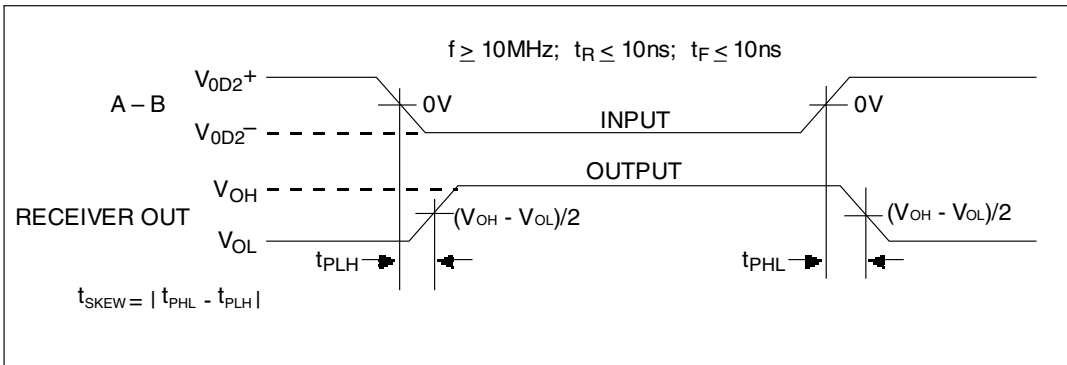 f ≥ 10MHz; tR ≤ 10ns; tF ≤ 10ns
V0D2+
A – B
0V
0V
V0D2–
INPUT
VOH
OUTPUT
RECEIVER OUT
(VOH - VOL)/2
(VOH - VOL)/2
VOL
tPLH
tPHL
tSKEW = | tPHL - tPLH |